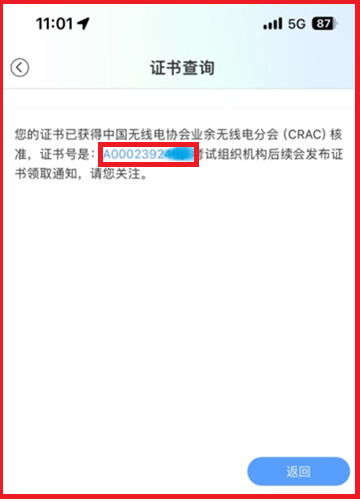 11:01 5G 87
证书查询
您的证书已获得中国无线电协会业余无线电分会 (CRAC) 核
准，证书号是：A00023924 考试组织机构后续会发布证
书领取通知，请您关注。
返回